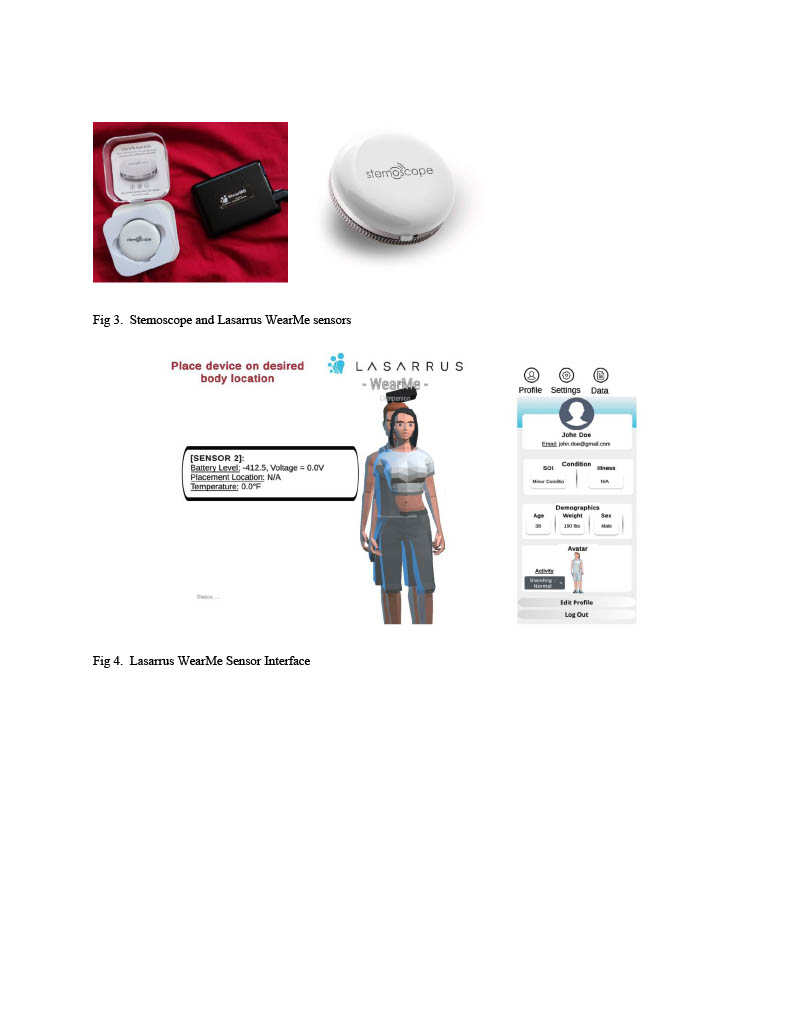 stemoscope
WearME
stemoscope
Fig 3. Stemoscope and Lasarrus WearMe sensors
Place device on desired
body location
LASARRUS
- WearMe -
Companion
[SENSOR 2]:
Battery Level: -412.5, Voltage = 0.0V
Placement Location: N/A
Temperature: 0.0°F
Status: ...
Profile Settings Data
John Doe
Email: john.doe@gmail.com
Condition
SOI Illness
Minor Conditio N/A
Demographics
Age Weight Sex
38 190 lbs Male
Avatar
Activity
Standing -
Normal
Edit Profile
Log Out
Fig 4. Lasarrus WearMe Sensor Interface